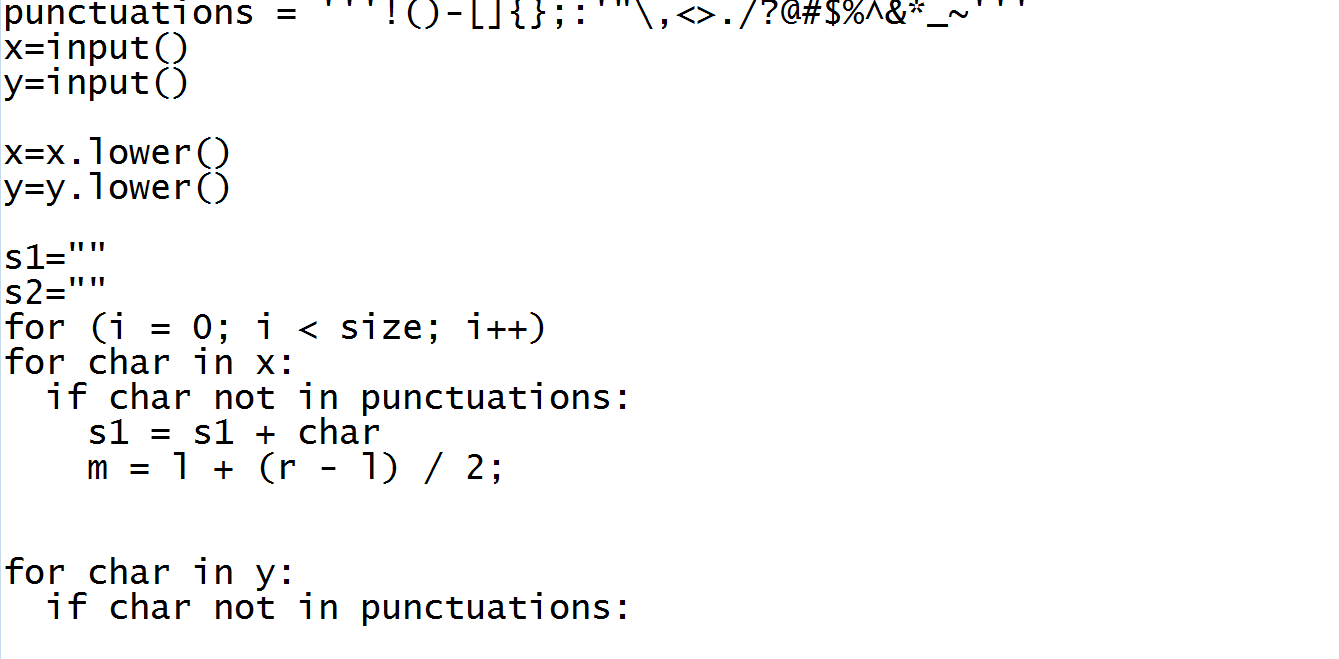 punctuations = '''!()-[]{};:'"\,<>./?@#$%^&*_~'''
x=input()
y=input()
x=x.lower()
y=y.lower()
s1=""
s2=""
for (i = 0; i < size; i++)
for char in x:
  if char not in punctuations:
    s1 = s1 + char
    m = l + (r - l) / 2;
for char in y:
  if char not in punctuations: